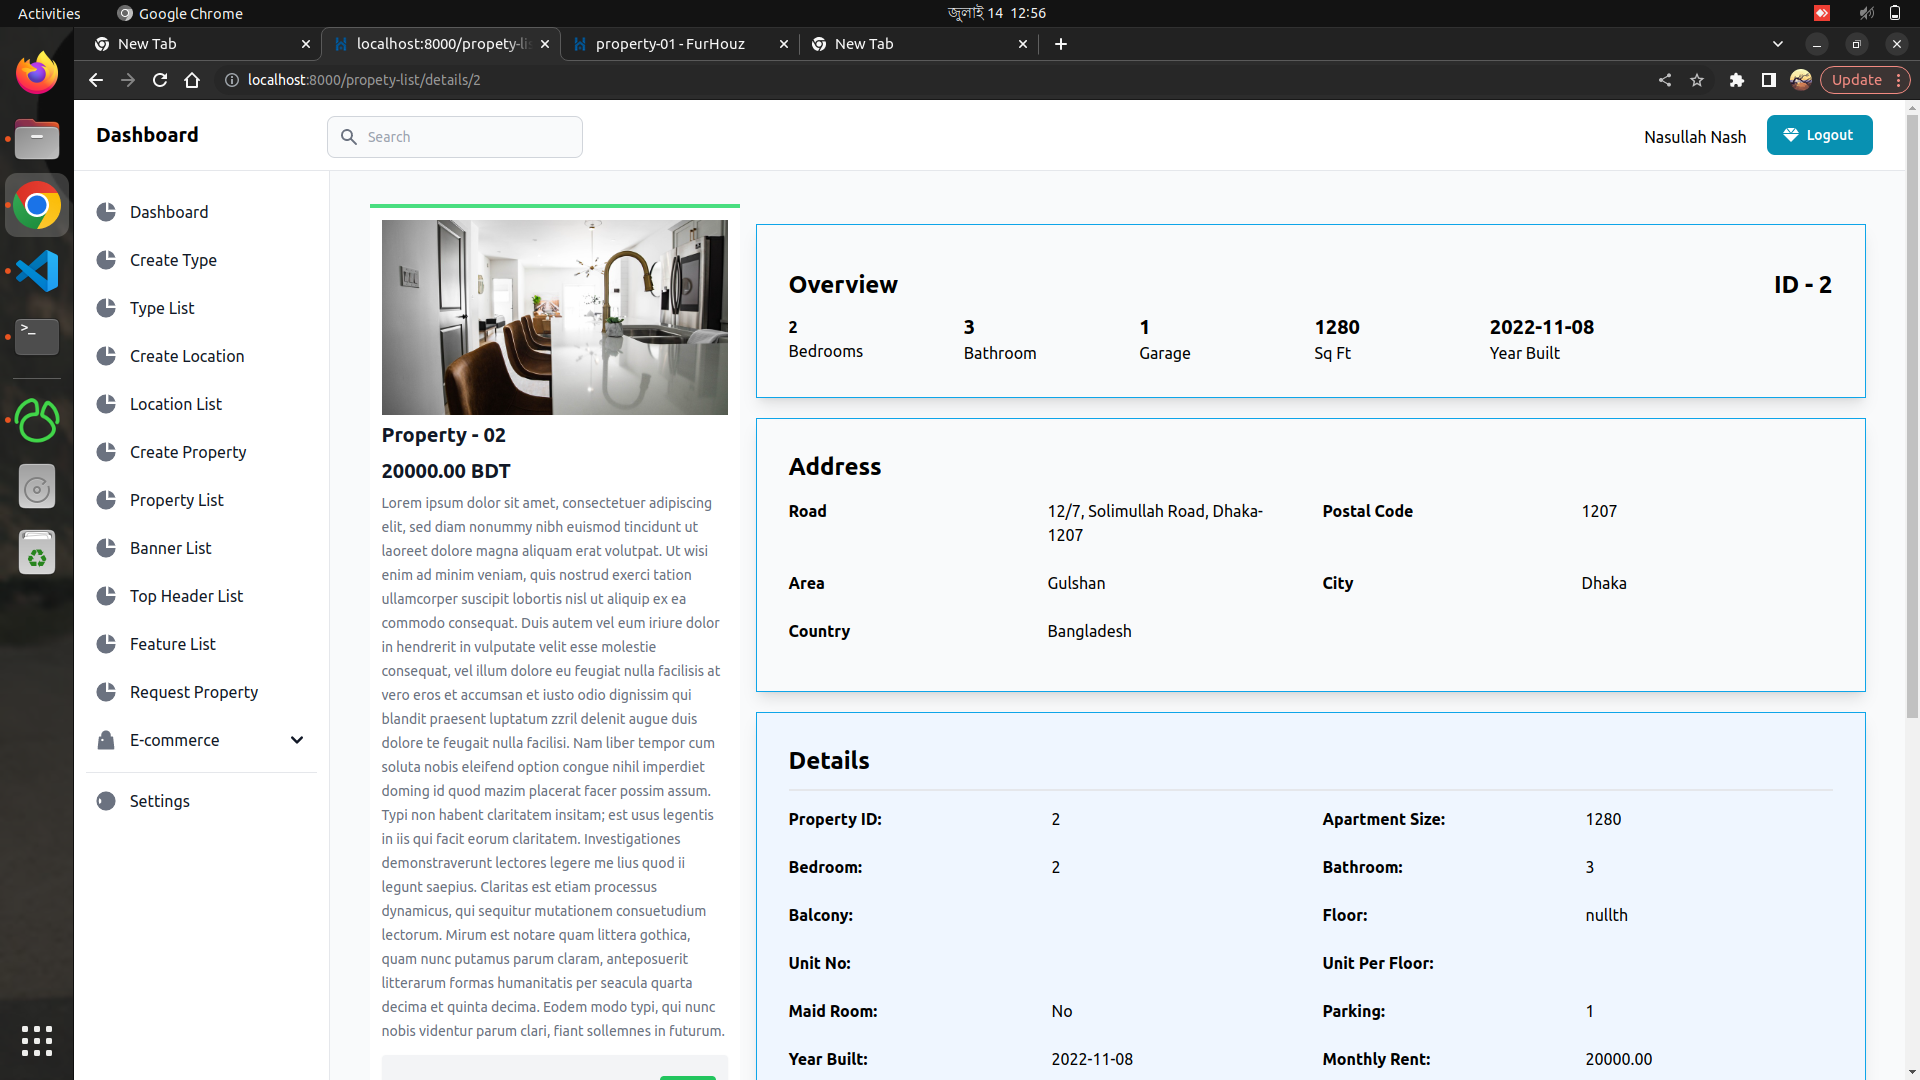 Activities
Google Chrome
জুলাই 14 12:56
New Tab
localhost:8000/propety-lis
property-01 - FurHouz
New Tab
localhost:8000/propety-list/details/2
Update
Dashboard
Search
Nasullah Nash
Logout
Dashboard
Create Type
Type List
Create Location
Location List
Create Property
Property List
Banner List
Top Header List
Feature List
Request Property
E-commerce
Settings
Property - 02
20000.00 BDT
Lorem ipsum dolor sit amet, consectetuer adipiscing
elit, sed diam nonummy nibh euismod tincidunt ut
laoreet dolore magna aliquam erat volutpat. Ut wisi
enim ad minim veniam, quis nostrud exerci tation
ullamcorper suscipit lobortis nisl ut aliquip ex ea
commodo consequat. Duis autem vel eum iriure dolor
in hendrerit in vulputate velit esse molestie
consequat, vel illum dolore eu feugiat nulla facilisis at
vero eros et accumsan et iusto odio dignissim qui
blandit praesent luptatum zzril delenit augue duis
dolore te feugait nulla facilisi. Nam liber tempor cum
soluta nobis eleifend option congue nihil imperdiet
doming id quod mazim placerat facer possim assum.
Typi non habent claritatem insitam; est usus legentis
in iis qui facit eorum claritatem. Investigationes
demonstraverunt lectores legere me lius quod ii
legunt saepius. Claritas est etiam processus
dynamicus, qui sequitur mutationem consuetudium
lectorum. Mirum est notare quam littera gothica,
quam nunc putamus parum claram, anteposuerit
litterarum formas humanitatis per seacula quarta
decima et quinta decima. Eodem modo typi, qui nunc
nobis videntur parum clari, fiant sollemnes in futurum.
Overview
ID - 2
2
Bedrooms
3
Bathroom
1
Garage
1280
Sq Ft
2022-11-08
Year Built
Address
Road
12/7, Solimullah Road, Dhaka-
1207
Postal Code
1207
Area
Gulshan
City
Dhaka
Country
Bangladesh
Details
Property ID:
2
Apartment Size:
1280
Bedroom:
2
Bathroom:
3
Balcony:
Floor:
nullth
Unit No:
Unit Per Floor:
Maid Room:
No
Parking:
1
Year Built:
2022-11-08
Monthly Rent:
20000.00